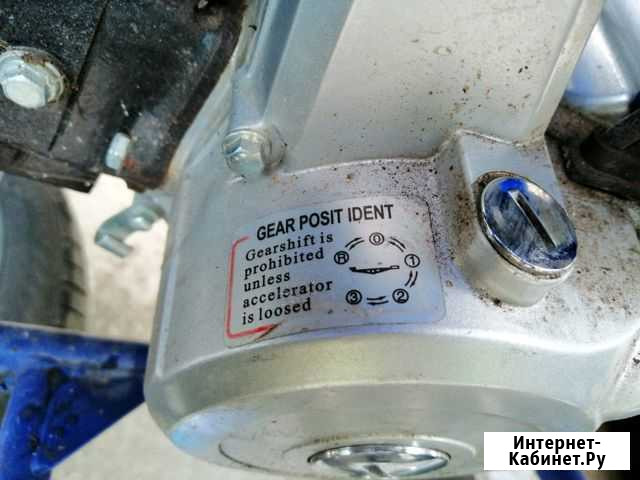 GEAR POSIT IDENT
Gearshift is
prohibited
unless
accelerator
is loosed
0
R
1
3
2
Интернет-
Кабинет.Ру